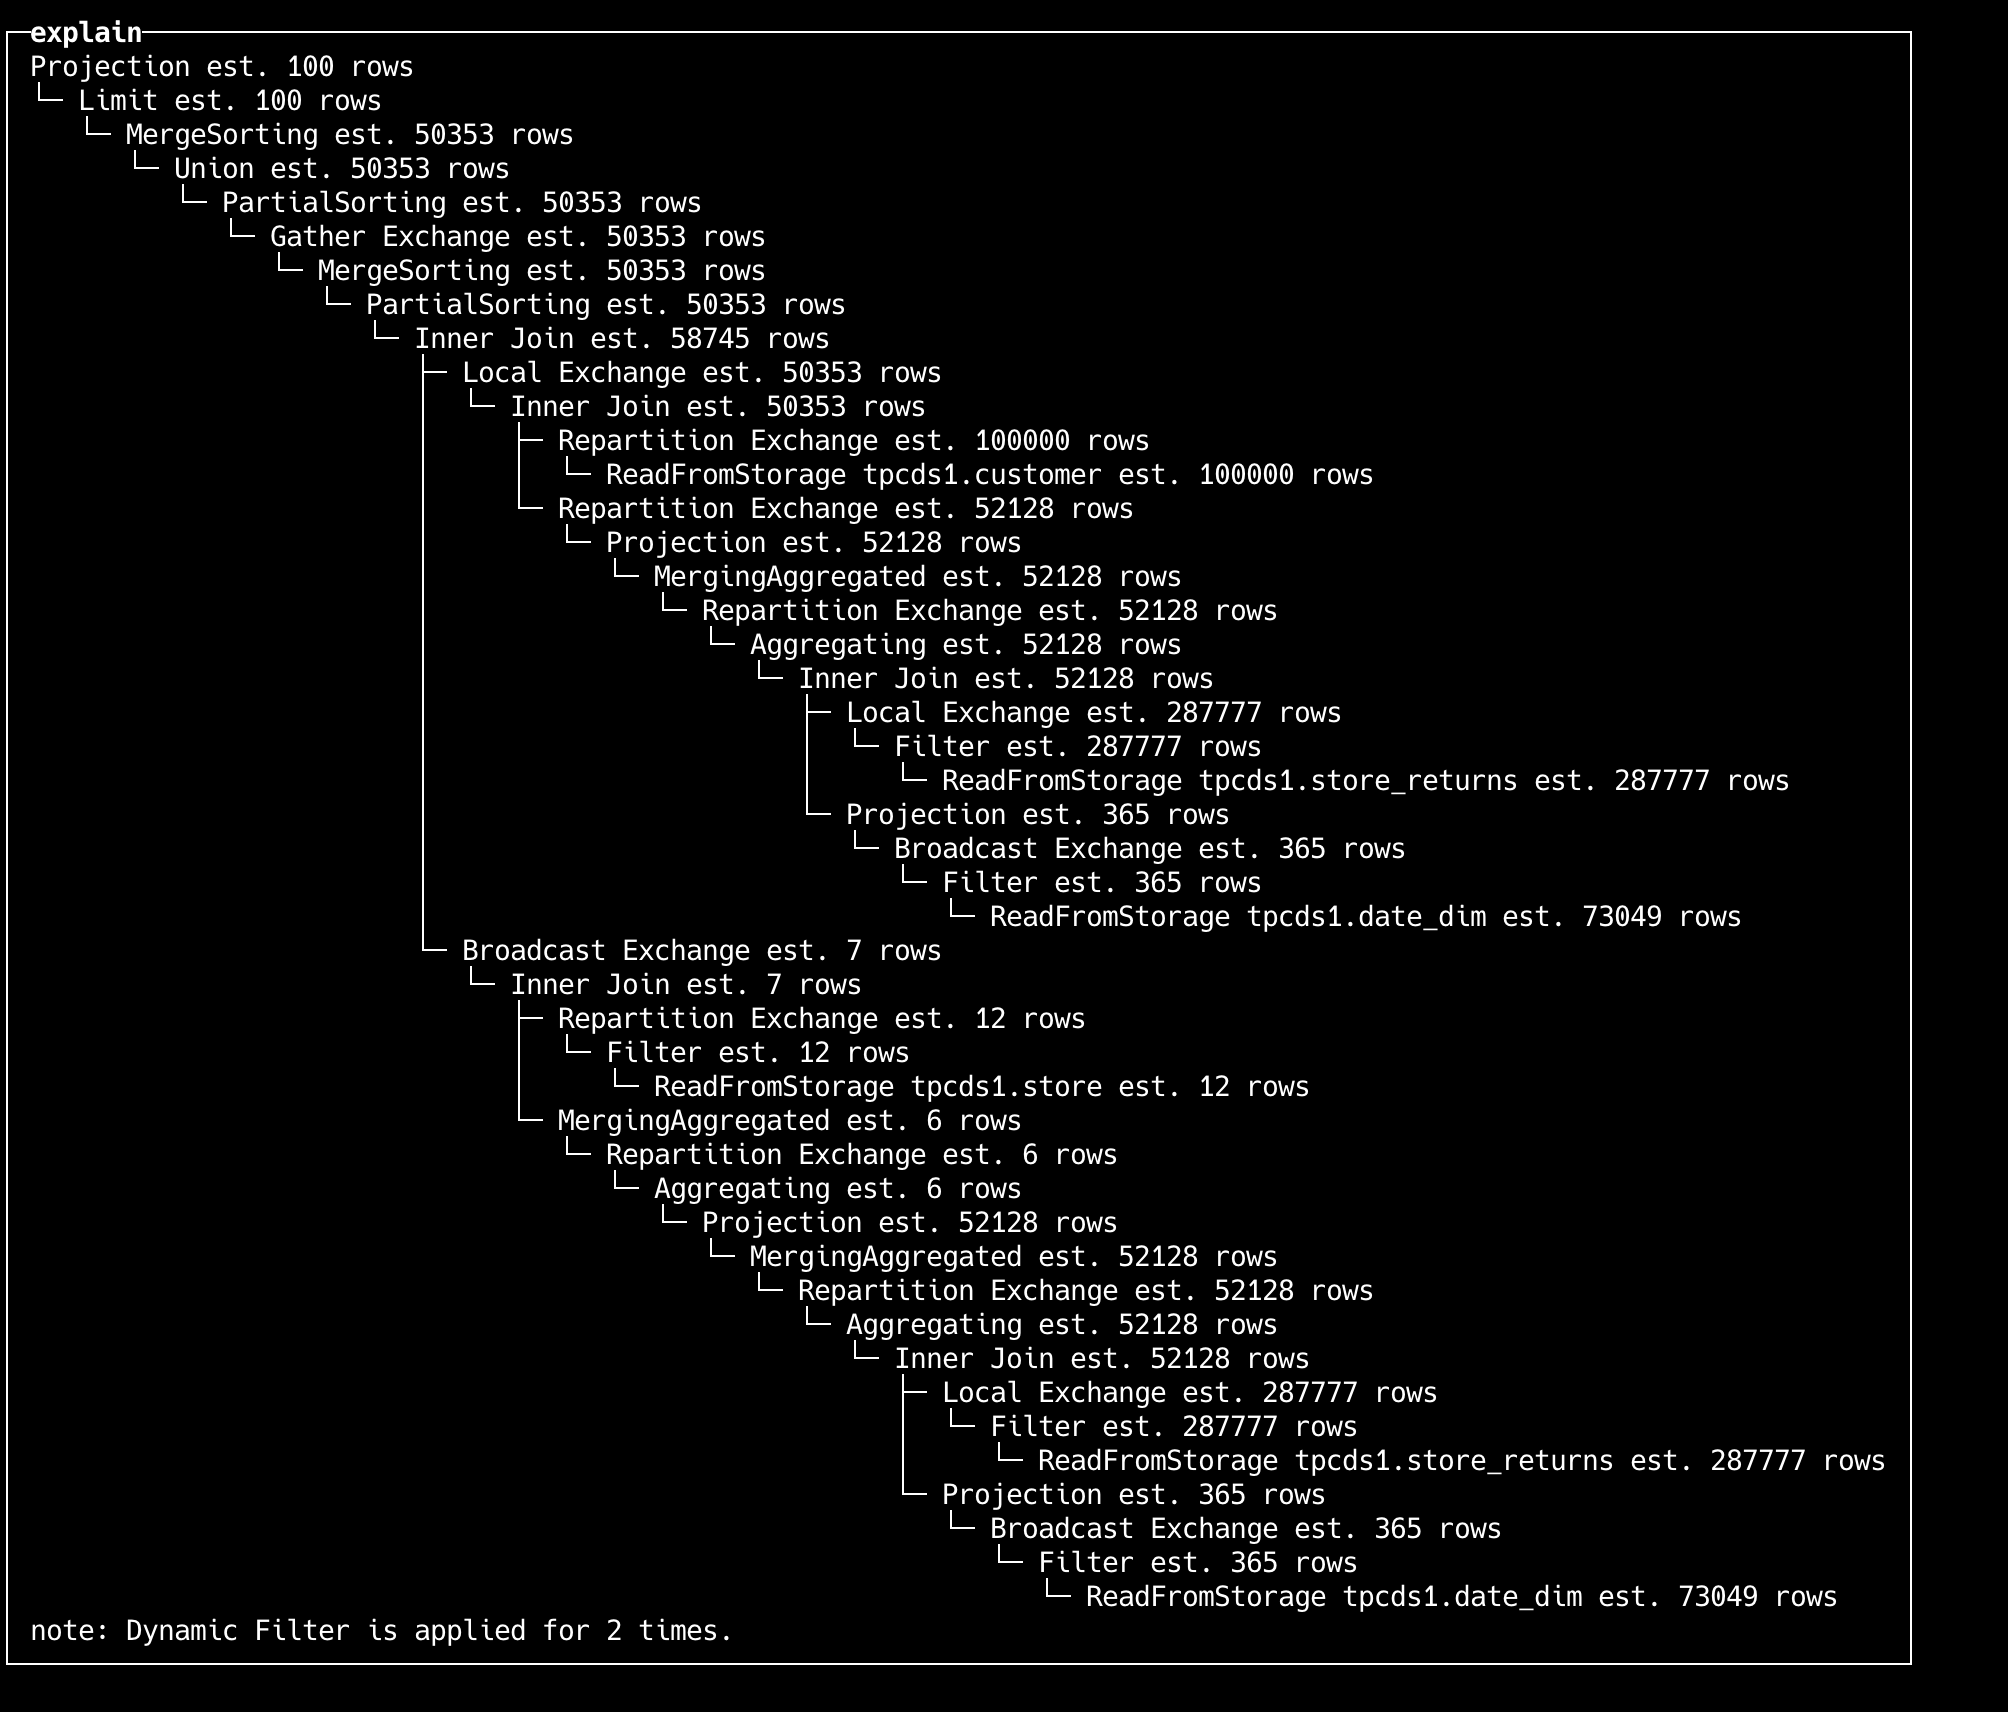 explain
Projection est. 100 rows
└─ Limit est. 100 rows
   └─ MergeSorting est. 50353 rows
      └─ Union est. 50353 rows
         └─ PartialSorting est. 50353 rows
            └─ Gather Exchange est. 50353 rows
               └─ MergeSorting est. 50353 rows
                  └─ PartialSorting est. 50353 rows
                     └─ Inner Join est. 58745 rows
                        ├─ Local Exchange est. 50353 rows
                        │  └─ Inner Join est. 50353 rows
                        │     ├─ Repartition Exchange est. 100000 rows
                        │     │  └─ ReadFromStorage tpcds1.customer est. 100000 rows
                        │     └─ Repartition Exchange est. 52128 rows
                        │        └─ Projection est. 52128 rows
                        │           └─ MergingAggregated est. 52128 rows
                        │              └─ Repartition Exchange est. 52128 rows
                        │                 └─ Aggregating est. 52128 rows
                        │                    └─ Inner Join est. 52128 rows
                        │                       ├─ Local Exchange est. 287777 rows
                        │                       │  └─ Filter est. 287777 rows
                        │                       │     └─ ReadFromStorage tpcds1.store_returns est. 287777 rows
                        │                       └─ Projection est. 365 rows
                        │                          └─ Broadcast Exchange est. 365 rows
                        │                             └─ Filter est. 365 rows
                        │                                └─ ReadFromStorage tpcds1.date_dim est. 73049 rows
                        └─ Broadcast Exchange est. 7 rows
                           └─ Inner Join est. 7 rows
                              ├─ Repartition Exchange est. 12 rows
                              │  └─ Filter est. 12 rows
                              │     └─ ReadFromStorage tpcds1.store est. 12 rows
                              └─ MergingAggregated est. 6 rows
                                 └─ Repartition Exchange est. 6 rows
                                    └─ Aggregating est. 6 rows
                                       └─ Projection est. 52128 rows
                                          └─ MergingAggregated est. 52128 rows
                                             └─ Repartition Exchange est. 52128 rows
                                                └─ Aggregating est. 52128 rows
                                                   └─ Inner Join est. 52128 rows
                                                      ├─ Local Exchange est. 287777 rows
                                                      │  └─ Filter est. 287777 rows
                                                      │     └─ ReadFromStorage tpcds1.store_returns est. 287777 rows
                                                      └─ Projection est. 365 rows
                                                         └─ Broadcast Exchange est. 365 rows
                                                            └─ Filter est. 365 rows
                                                               └─ ReadFromStorage tpcds1.date_dim est. 73049 rows
note: Dynamic Filter is applied for 2 times.